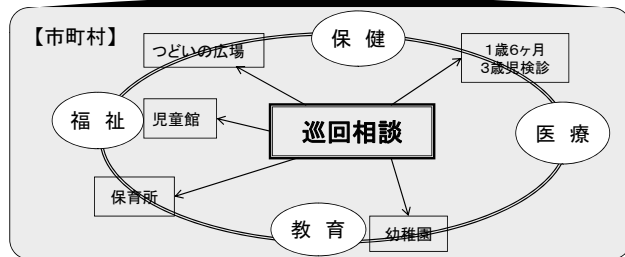 【市町村】
保 健
つどいの広場
1歳6ヶ月
3歳児検診
福 祉
児童館
巡回相談
医 療
保育所
教 育
幼稚園